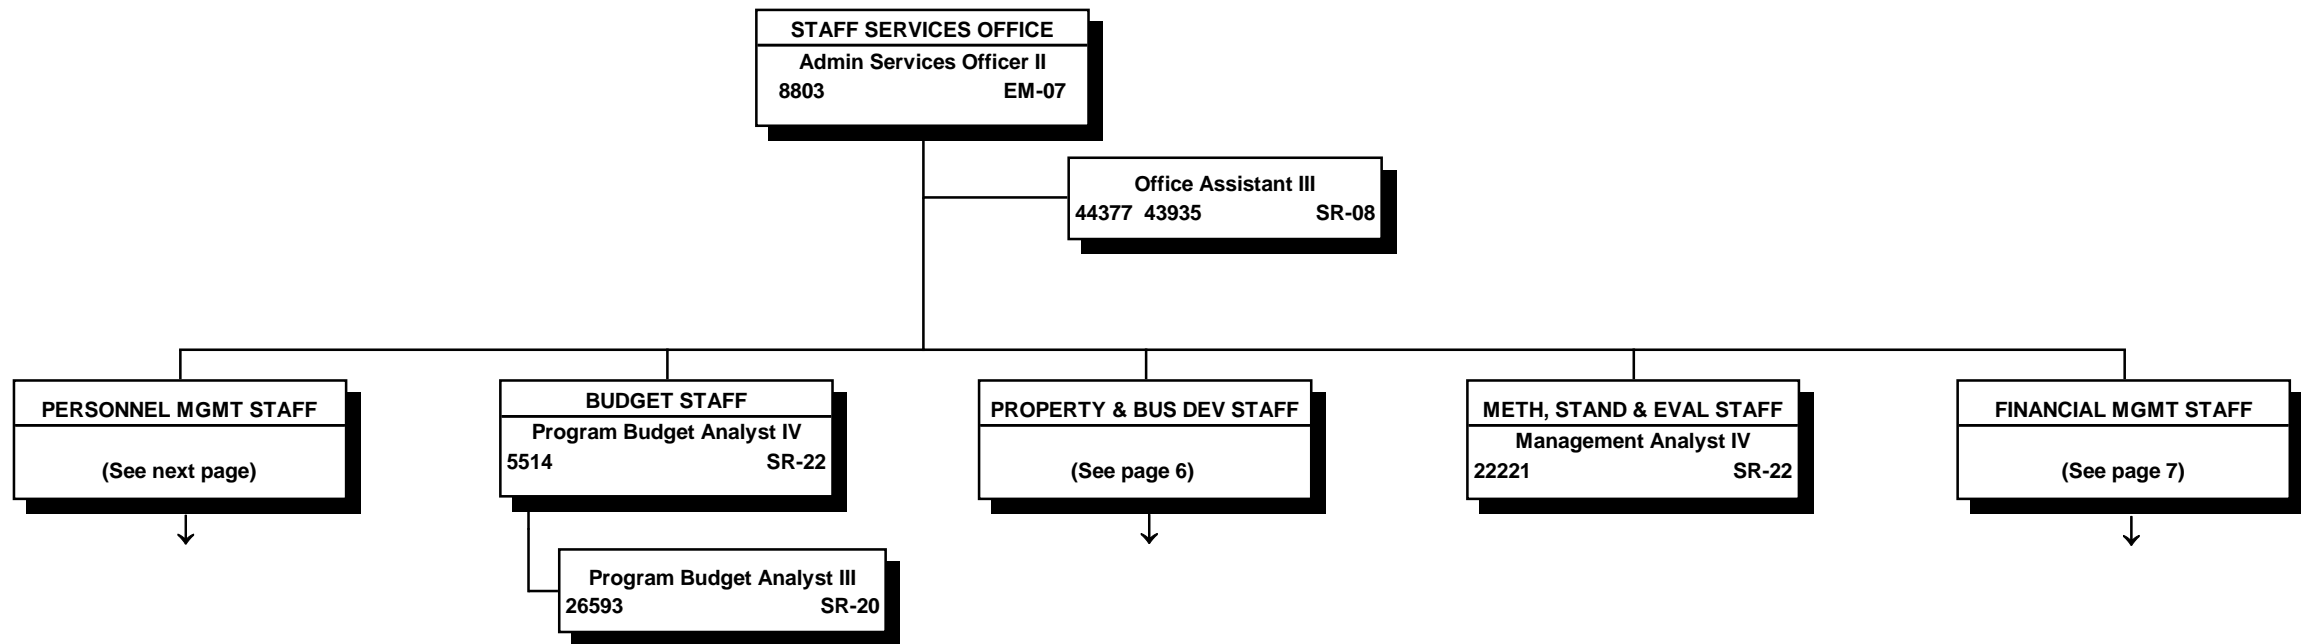 STAFF SERVICES OFFICE
Admin Services Officer II
8803 EM-07
Office Assistant III
44377 43935 SR-08
PERSONNEL MGMT STAFF
(See next page)
BUDGET STAFF
Program Budget Analyst IV
5514 SR-22
Program Budget Analyst III
26593 SR-20
PROPERTY & BUS DEV STAFF
(See page 6)
METH, STAND & EVAL STAFF
Management Analyst IV
22221 SR-22
FINANCIAL MGMT STAFF
(See page 7)